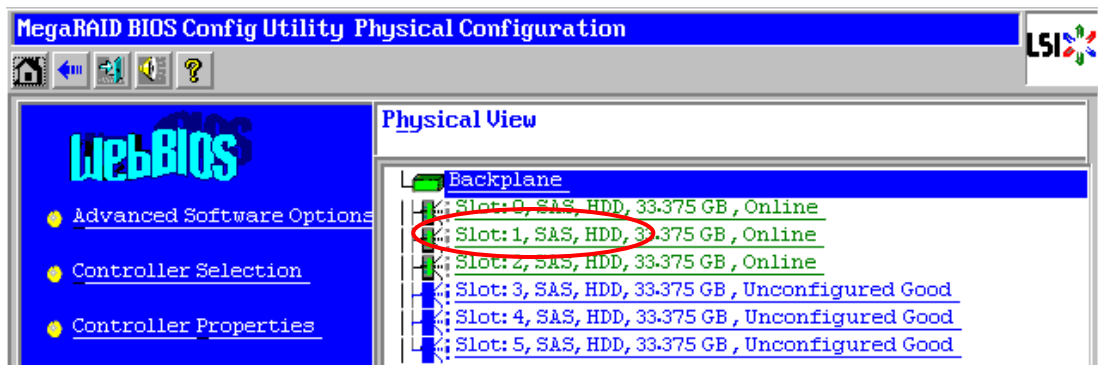 MegaRAID BIOS Config Utility Physical Configuration
LSI
WebBIOS
Advanced Software Options
Controller Selection
Controller Properties
Physical View
Backplane
Slot: 0, SAS, HDD, 33.375 GB , Online
Slot: 1, SAS, HDD, 33.375 GB , Online
Slot: 2, SAS, HDD, 33.375 GB , Online
Slot: 3, SAS, HDD, 33.375 GB , Unconfigured Good
Slot: 4, SAS, HDD, 33.375 GB , Unconfigured Good
Slot: 5, SAS, HDD, 33.375 GB , Unconfigured Good